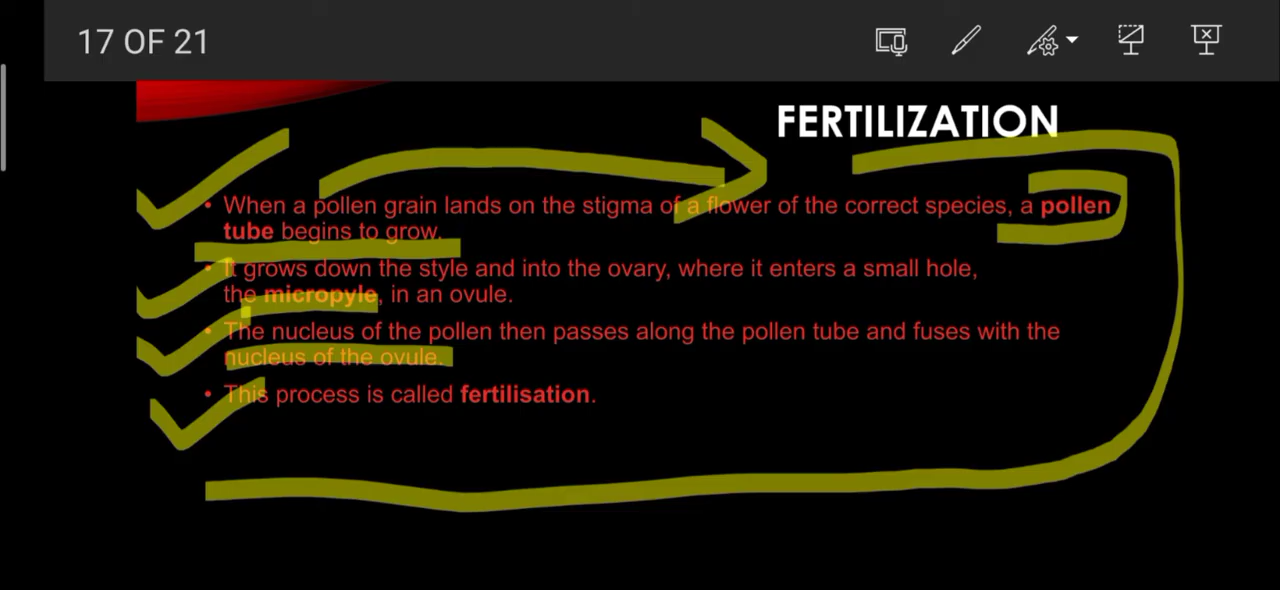 17 OF 21
FERTILIZATION
• When a pollen grain lands on the stigma of a flower of the correct species, a pollen
tube begins to grow.
• It grows down the style and into the ovary, where it enters a small hole,
the micropyle, in an ovule.
• The nucleus of the pollen then passes along the pollen tube and fuses with the
nucleus of the ovule.
• This process is called fertilisation.